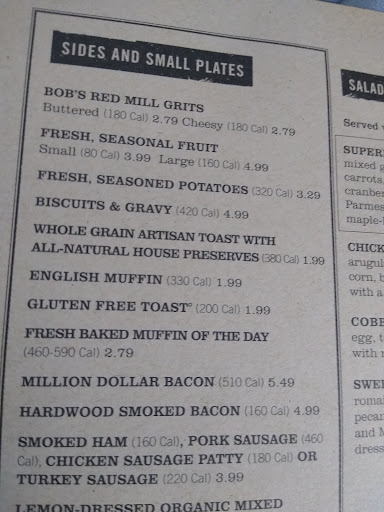 SIDES AND SMALL PLATES
BOB'S RED MILL GRITS
Buttered (180 Cal) 2.79 Cheesy (180 Cal) 2.79
FRESH, SEASONAL FRUIT
Small (80 Cal) 3.99 Large (160 Cal) 4.99
FRESH, SEASONED POTATOES (320 Cal) 3.29
BISCUITS & GRAVY (420 Cal) 4.99
WHOLE GRAIN ARTISAN TOAST WITH
ALL-NATURAL HOUSE PRESERVES (380 Cal) 1.99
ENGLISH MUFFIN (330 Cal) 1.99
GLUTEN FREE TOAST° (200 Cal) 1.99
FRESH BAKED MUFFIN OF THE DAY
(460-590 Cal) 2.79
MILLION DOLLAR BACON (510 Cal) 5.49
HARDWOOD SMOKED BACON (160 Cal) 4.99
SMOKED HAM (160 Cal), PORK SAUSAGE (460
Cal), CHICKEN SAUSAGE PATTY (180 Cal) OR
TURKEY SAUSAGE (220 Cal) 3.99
LEMON-DRESSED ORGANIC MIXED
SALAD
Served
SUPER
mixed g
carrots
cranbe
Parmes
maple-
CHICK
arugul
corn, b
with a
COBB
egg, t
with r
SWE
roma
pecan
and M
dress